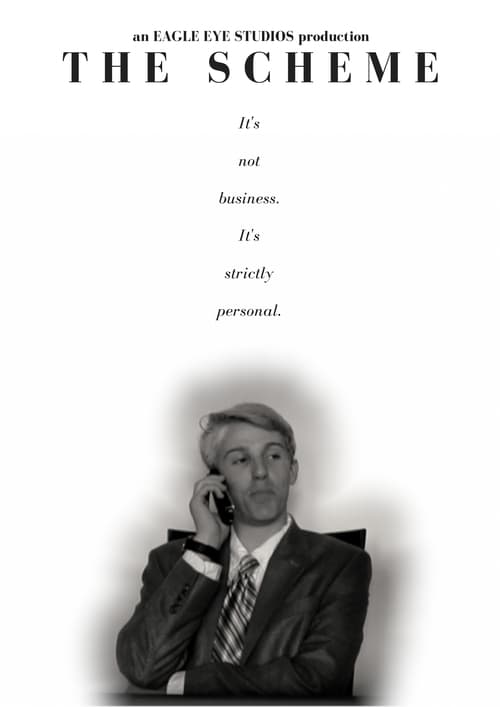 an EAGLE EYE STUDIOS production
THE SCHEME
It's
not
business.
It's
strictly
personal.